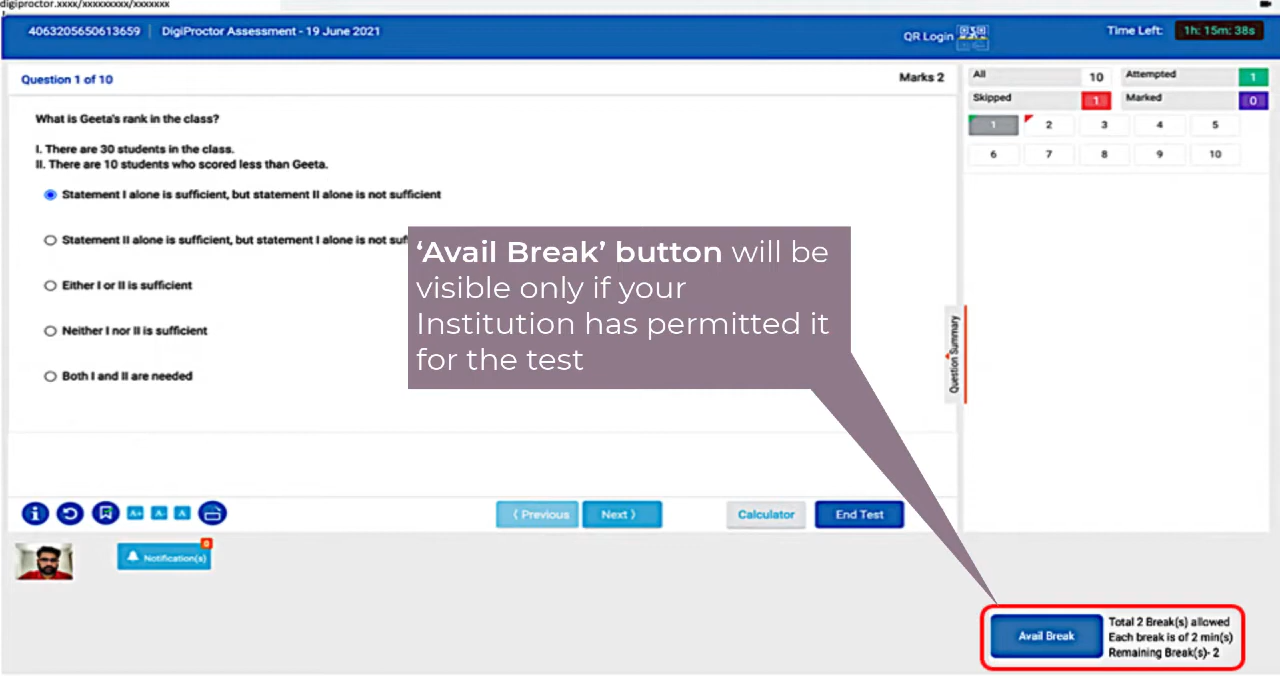 digiproctor.xxxx/xxxxxxxxx/xxxxxxx
4063205650613659 | DigiProctor Assessment - 19 June 2021
QR Login
Time Left: 1h: 15m: 38s
Question 1 of 10
Marks 2
What is Geeta's rank in the class?
I. There are 30 students in the class.
II. There are 10 students who scored less than Geeta.
Statement I alone is sufficient, but statement II alone is not sufficient
Statement II alone is sufficient, but statement I alone is not suf
Either I or II is sufficient
Neither I nor II is sufficient
Both I and II are needed
‘Avail Break’ button will be
visible only if your
Institution has permitted it
for the test
All 10 Attempted 1
Skipped 1 Marked 0
1 2 3 4 5
6 7 8 9 10
Question Summary
A+ A- A
⟨ Previous
Next ⟩
Calculator
End Test
Notification(s)
0
Avail Break
Total 2 Break(s) allowed
Each break is of 2 min(s)
Remaining Break(s)- 2